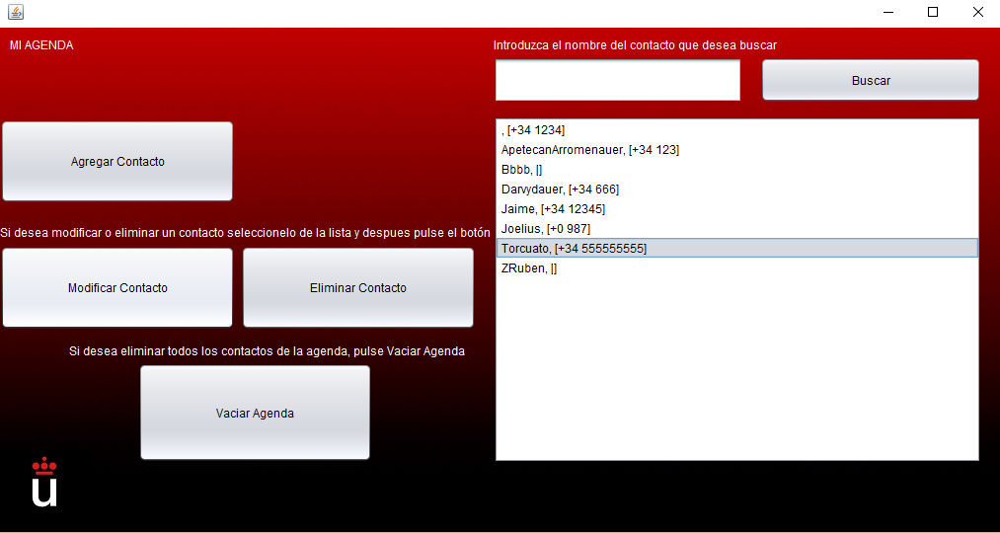 MI AGENDA
Introduzca el nombre del contacto que desea buscar
Buscar
Agregar Contacto
Si desea modificar o eliminar un contacto seleccionelo de la lista y despues pulse el botón
Modificar Contacto
Eliminar Contacto
Si desea eliminar todos los contactos de la agenda, pulse Vaciar Agenda
Vaciar Agenda
, [+34 1234]
ApetecanArromenauer, [+34 123]
Bbbb, []
Darvydauer, [+34 666]
Jaime, [+34 12345]
Joelius, [+0 987]
Torcuato, [+34 555555555]
ZRuben, []
u